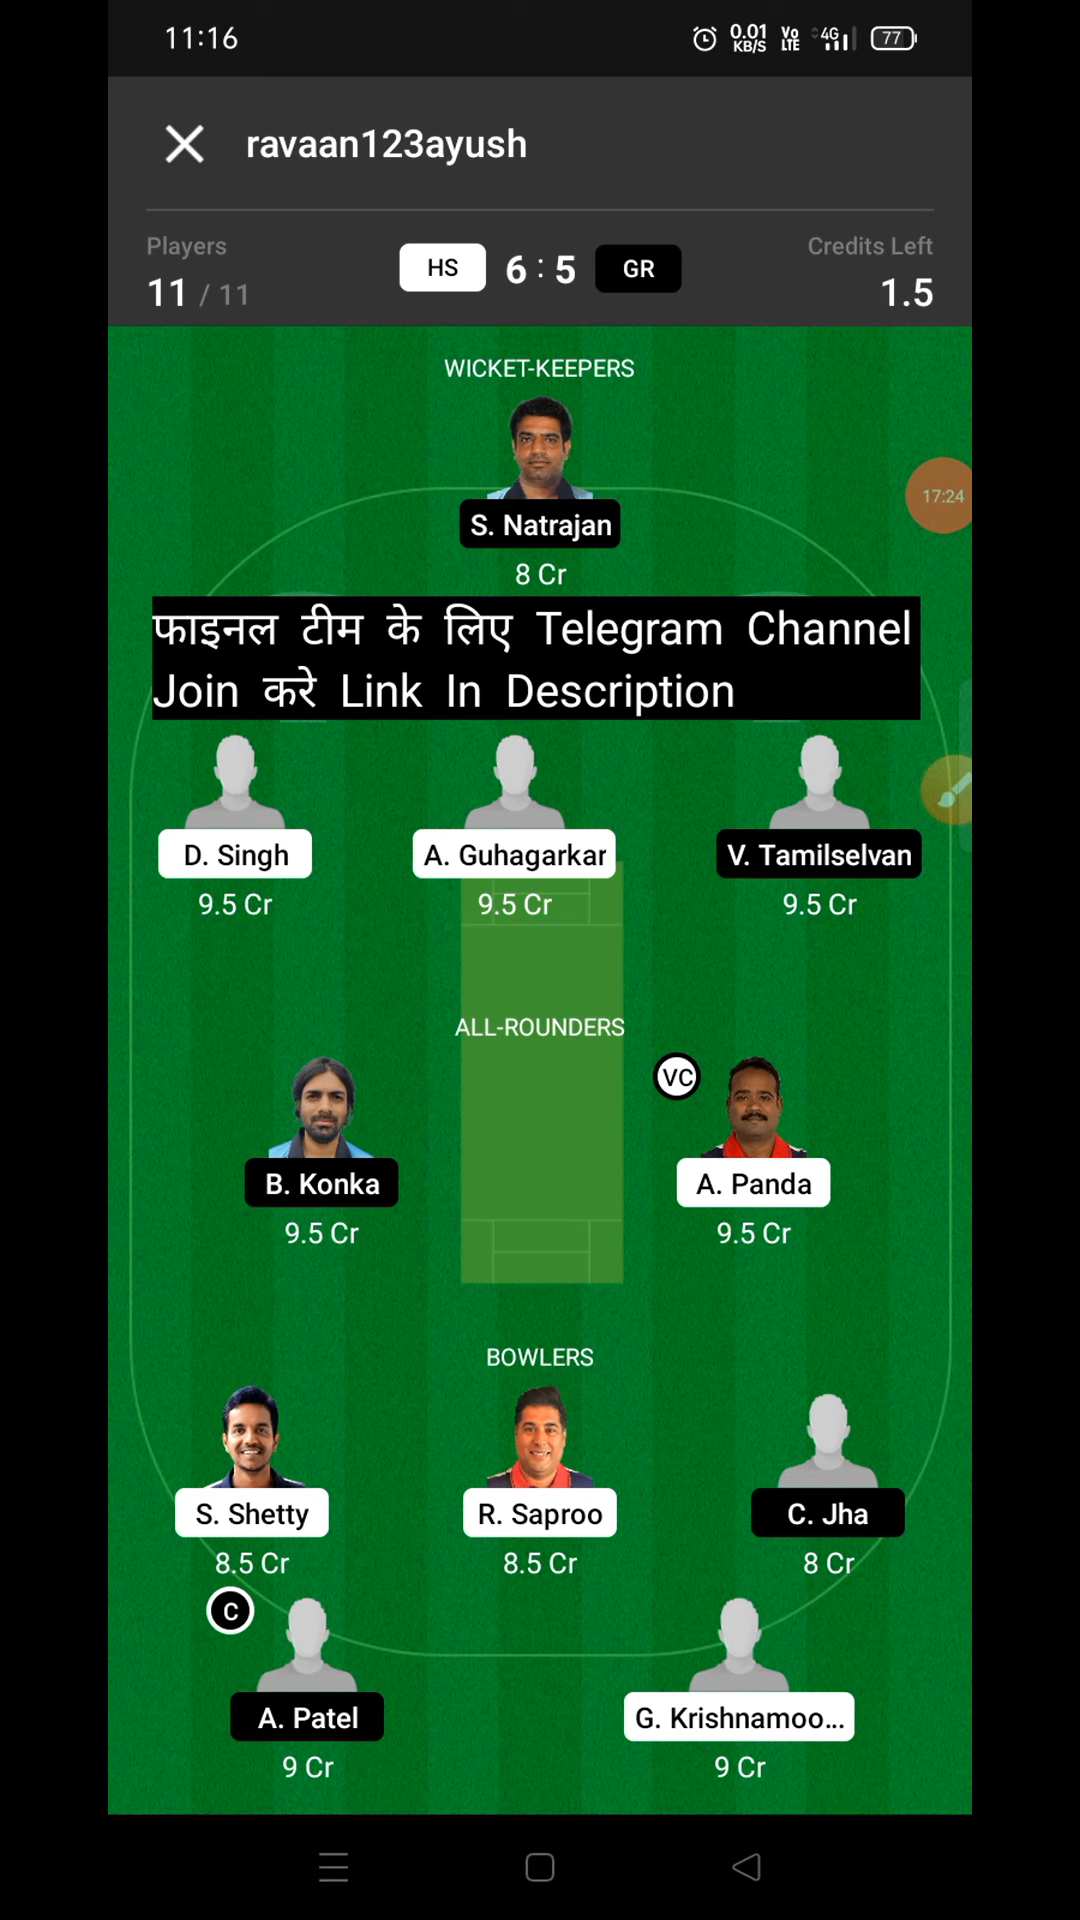 11:16
0.01 KB/S Vo LTE 4G 77
ravaan123ayush
Players
Credits Left
11 / 11
HS 6 : 5 GR
1.5
WICKET-KEEPERS
17:24
S. Natrajan
8 Cr
फाइनल टीम के लिए Telegram Channel
Join करे Link In Description
D. Singh A. Guhagarkar V. Tamilselvan
9.5 Cr 9.5 Cr 9.5 Cr
ALL-ROUNDERS
VC
B. Konka A. Panda
9.5 Cr 9.5 Cr
BOWLERS
S. Shetty R. Saproo C. Jha
8.5 Cr 8.5 Cr 8 Cr
C
A. Patel G. Krishnamoo...
9 Cr 9 Cr